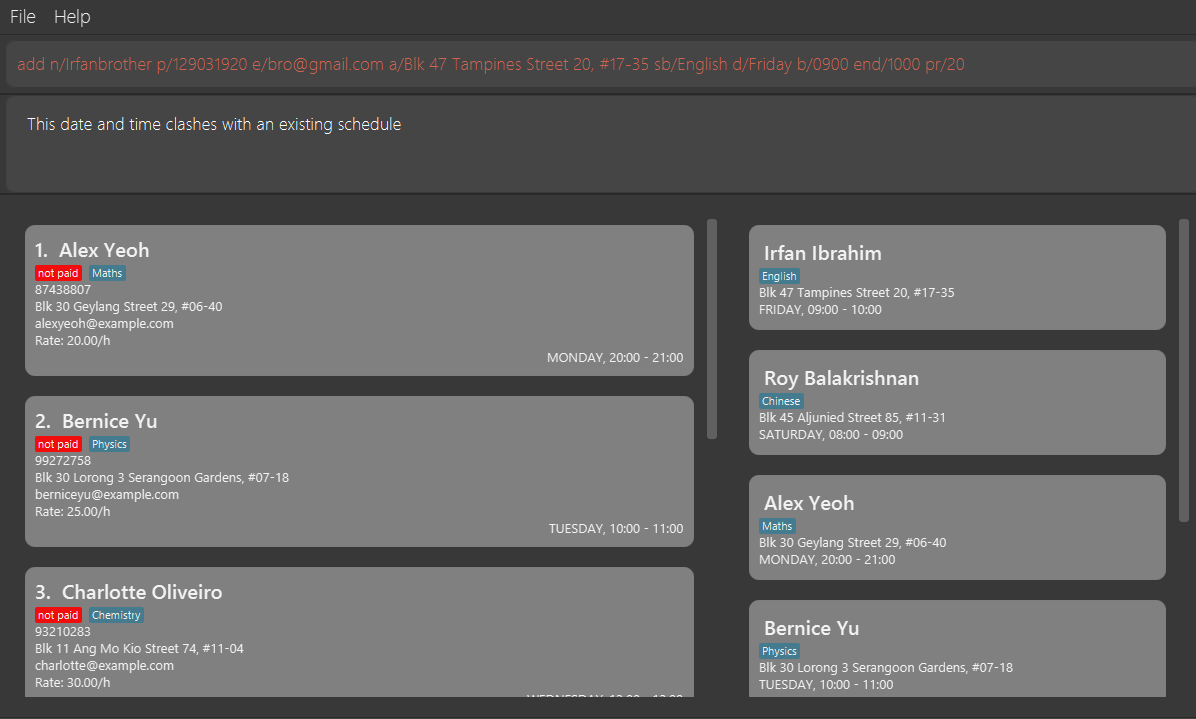 File Help
add n/Irfanbrother p/129031920 e/bro@gmail.com a/Blk 47 Tampines Street 20, #17-35 sb/English d/Friday b/0900 end/1000 pr/20
This date and time clashes with an existing schedule
1. Alex Yeoh
not paid Maths
87438807
Blk 30 Geylang Street 29, #06-40
alexyeoh@example.com
Rate: 20.00/h
MONDAY, 20:00 - 21:00
2. Bernice Yu
not paid Physics
99272758
Blk 30 Lorong 3 Serangoon Gardens, #07-18
berniceyu@example.com
Rate: 25.00/h
TUESDAY, 10:00 - 11:00
3. Charlotte Oliveiro
not paid Chemistry
93210283
Blk 11 Ang Mo Kio Street 74, #11-04
charlotte@example.com
Rate: 30.00/h
Irfan Ibrahim
English
Blk 47 Tampines Street 20, #17-35
FRIDAY, 09:00 - 10:00
Roy Balakrishnan
Chinese
Blk 45 Aljunied Street 85, #11-31
SATURDAY, 08:00 - 09:00
Alex Yeoh
Maths
Blk 30 Geylang Street 29, #06-40
MONDAY, 20:00 - 21:00
Bernice Yu
Physics
Blk 30 Lorong 3 Serangoon Gardens, #07-18
TUESDAY, 10:00 - 11:00